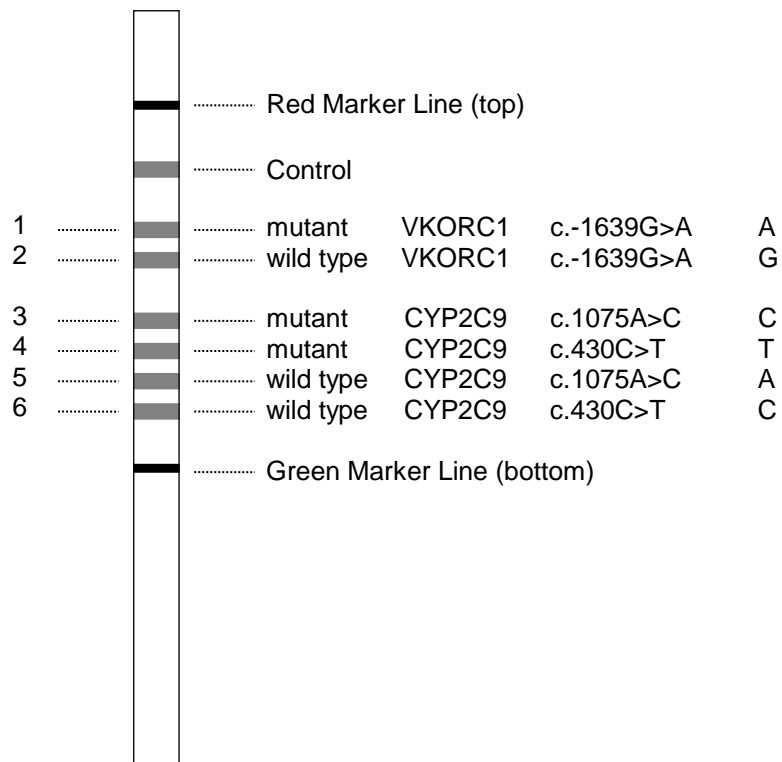 Red Marker Line (top)
Control
1 mutant VKORC1 c.-1639G>A A
2 wild type VKORC1 c.-1639G>A G
3 mutant CYP2C9 c.1075A>C C
4 mutant CYP2C9 c.430C>T T
5 wild type CYP2C9 c.1075A>C A
6 wild type CYP2C9 c.430C>T C
Green Marker Line (bottom)